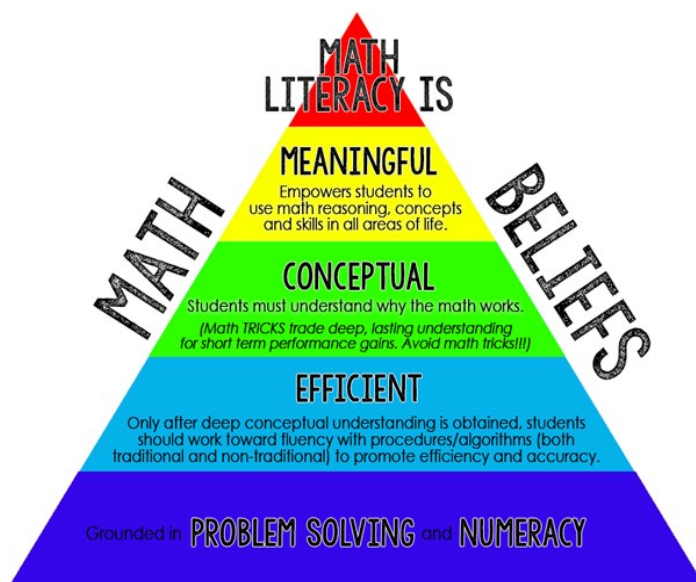 MATH
LITERACY IS
MATH
BELIEFS
MEANINGFUL
Empowers students to
use math reasoning, concepts
and skills in all areas of life.
CONCEPTUAL
Students must understand why the math works.
(Math TRICKS trade deep, lasting understanding
for short term performance gains. Avoid math tricks!!!)
EFFICIENT
Only after deep conceptual understanding is obtained, students
should work toward fluency with procedures/algorithms (both
traditional and non-traditional) to promote efficiency and accuracy.
Grounded in PROBLEM SOLVING and NUMERACY